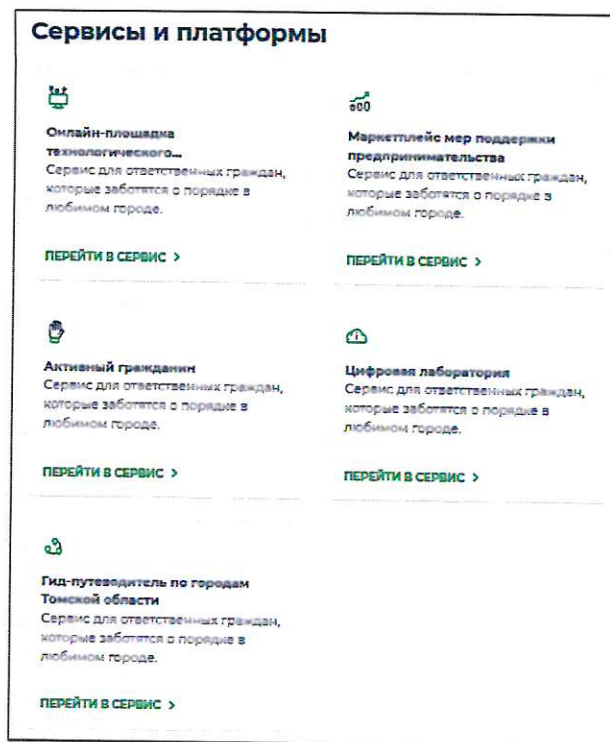 Сервисы и платформы
Онлайн-площадка
технологического...
Сервис для ответственных граждан,
которые заботятся о порядке в
любимом городе.
ПЕРЕЙТИ В СЕРВИС >
Маркетплейс мер поддержки
предпринимательства
Сервис для ответственных граждан,
которые заботятся о порядке в
любимом городе.
ПЕРЕЙТИ В СЕРВИС >
Активный гражданин
Сервис для ответственных граждан,
которые заботятся о порядке в
любимом городе.
ПЕРЕЙТИ В СЕРВИС >
Цифровая лаборатория
Сервис для ответственных граждан,
которые заботятся о порядке в
любимом городе.
ПЕРЕЙТИ В СЕРВИС >
Гид-путеводитель по городам
Томской области
Сервис для ответственных граждан,
которые заботятся о порядке в
любимом городе.
ПЕРЕЙТИ В СЕРВИС >